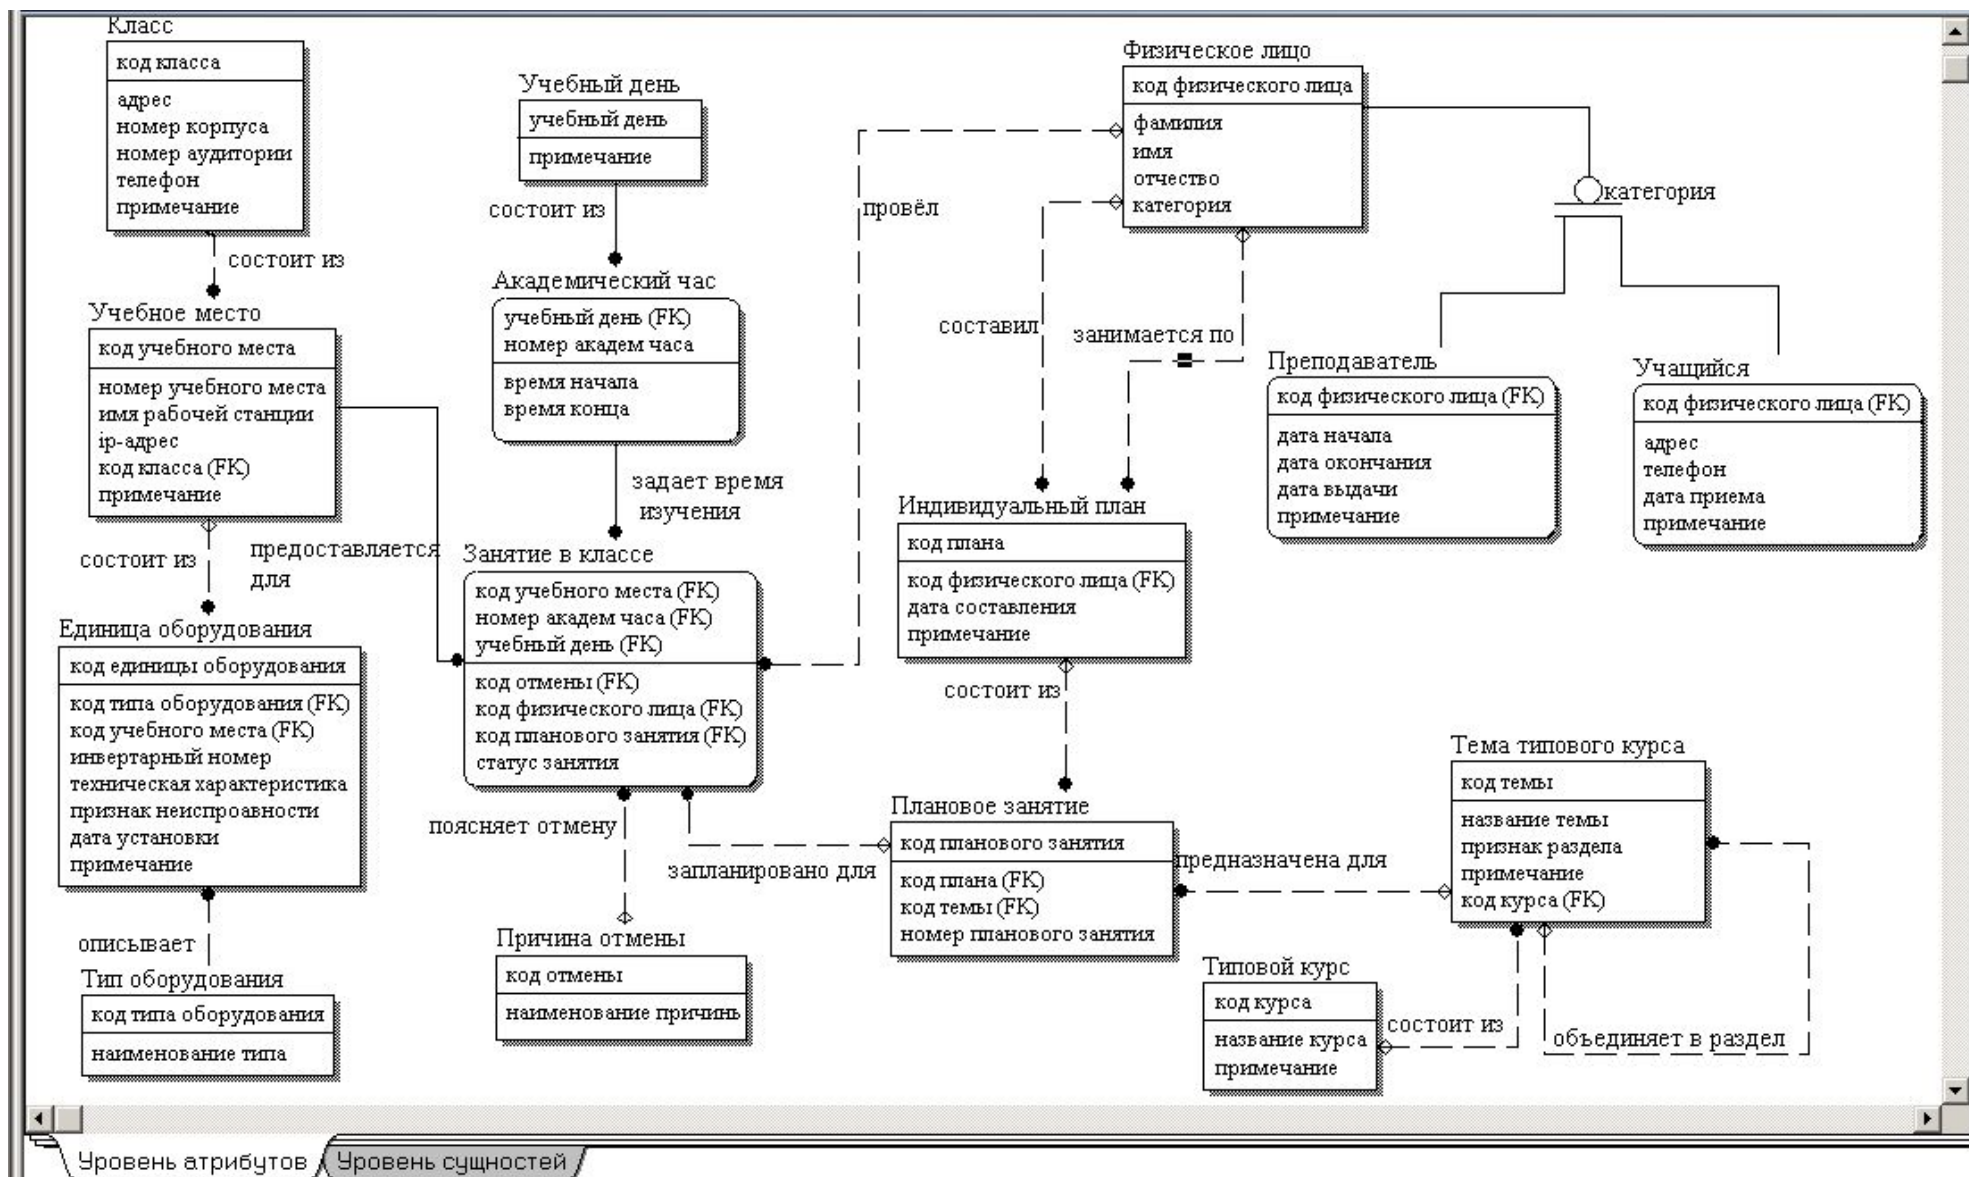 Класс
код класса
адрес
номер корпуса
номер аудитории
телефон
примечание
состоит из
Учебное место
код учебного места
номер учебного места
имя рабочей станции
ip-адрес
код класса (FK)
примечание
состоит из
предоставляется
для
Единица оборудования
код единицы оборудования
код типа оборудования (FK)
код учебного места (FK)
инвертарный номер
техническая характеристика
признак неиспроавности
дата установки
примечание
описывает
Тип оборудования
код типа оборудования
наименование типа
Учебный день
учебный день
примечание
состоит из
Академический час
учебный день (FK)
номер академ часа
время начала
время конца
задает время
изучения
Занятие в классе
код учебного места (FK)
номер академ часа (FK)
учебный день (FK)
код отмены (FK)
код физического лица (FK)
код планового занятия (FK)
статус занятия
поясняет отмену
запланировано для
Причина отмены
код отмены
наименование причинь
провёл
Физическое лицо
код физического лица
фамилия
имя
отчество
категория
категория
составил
занимается по
Преподаватель
код физического лица (FK)
дата начала
дата окончания
дата выдачи
примечание
Учащийся
код физического лица (FK)
адрес
телефон
дата приема
примечание
Индивидуальный план
код плана
код физического лица (FK)
дата составления
примечание
состоит из
Плановое занятие
код планового занятия
код плана (FK)
код темы (FK)
номер планового занятия
предназначена для
Тема типового курса
код темы
название темы
признак раздела
примечание
код курса (FK)
Типовой курс
код курса
название курса
примечание
состоит из
объединяет в раздел
Уровень атрибутов
Уровень сущностей